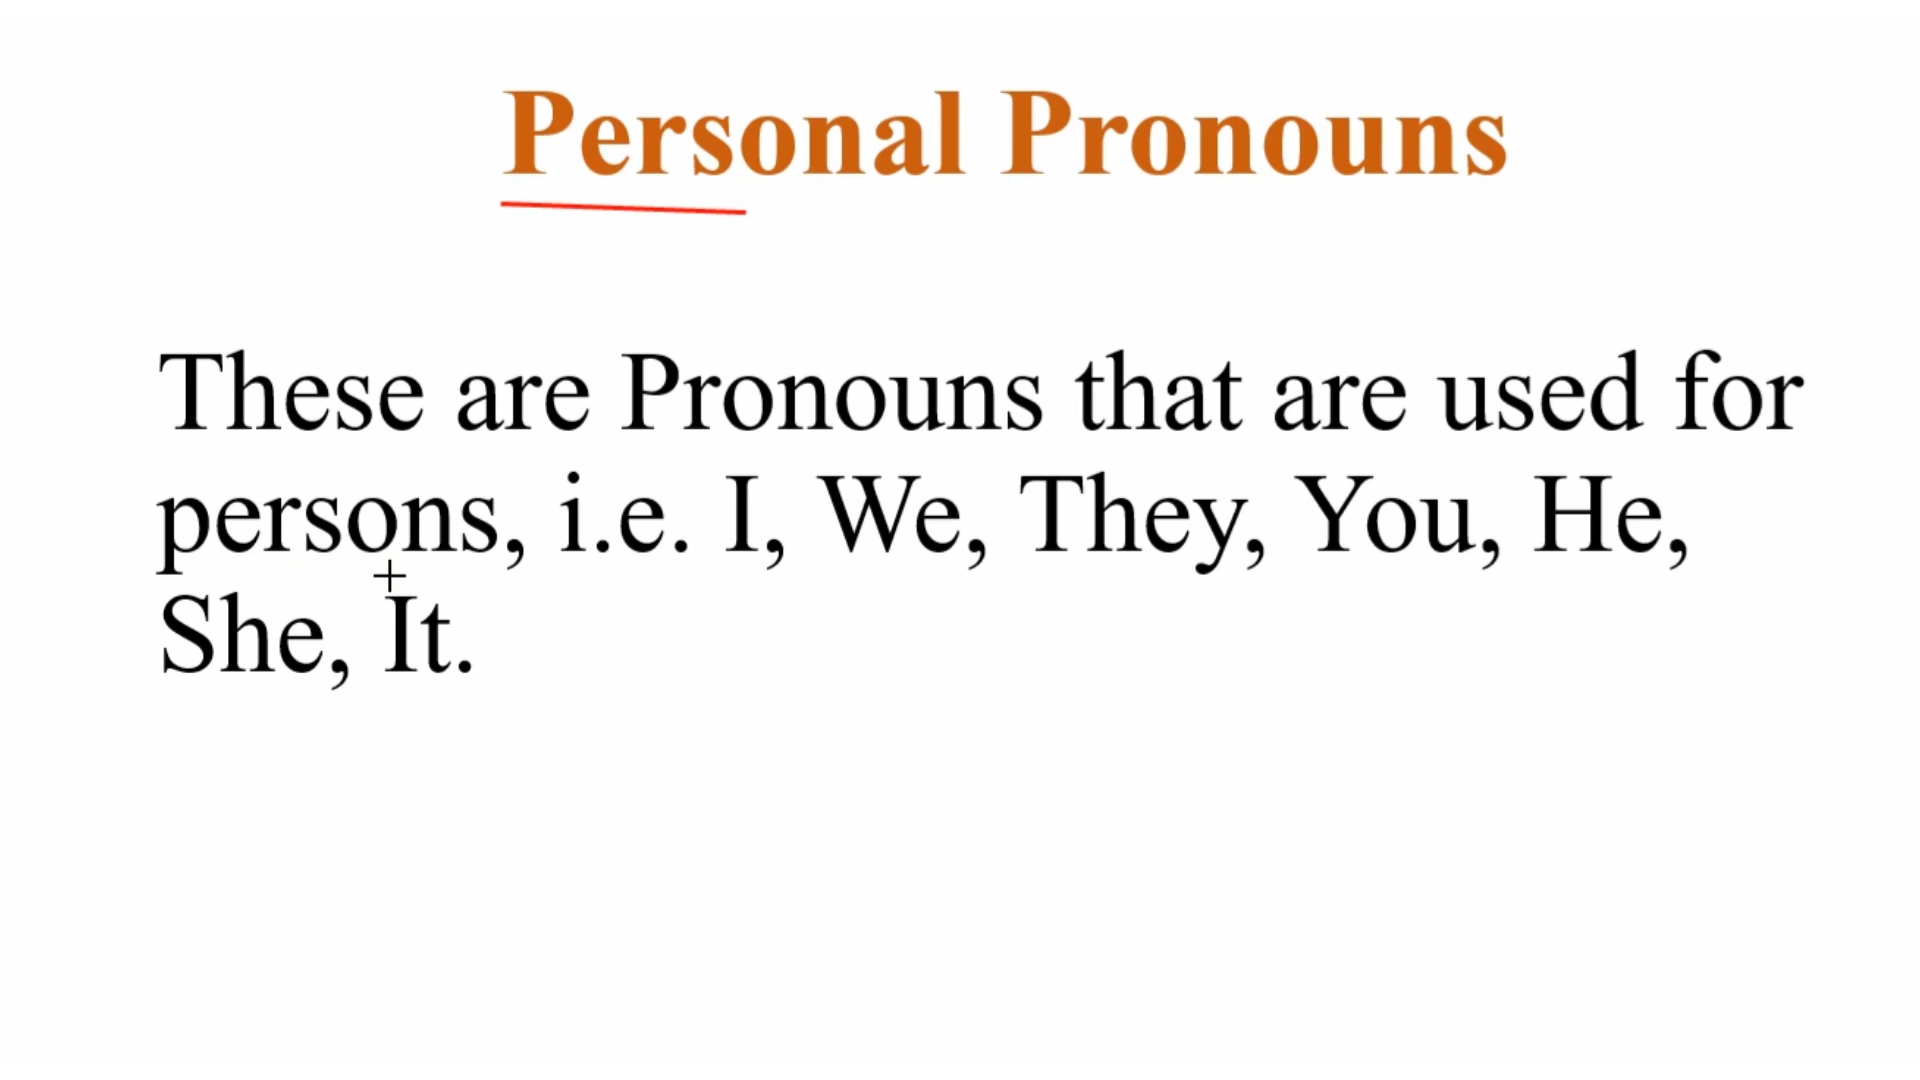 Personal Pronouns
These are Pronouns that are used for
persons, i.e. I, We, They, You, He,
She, It.